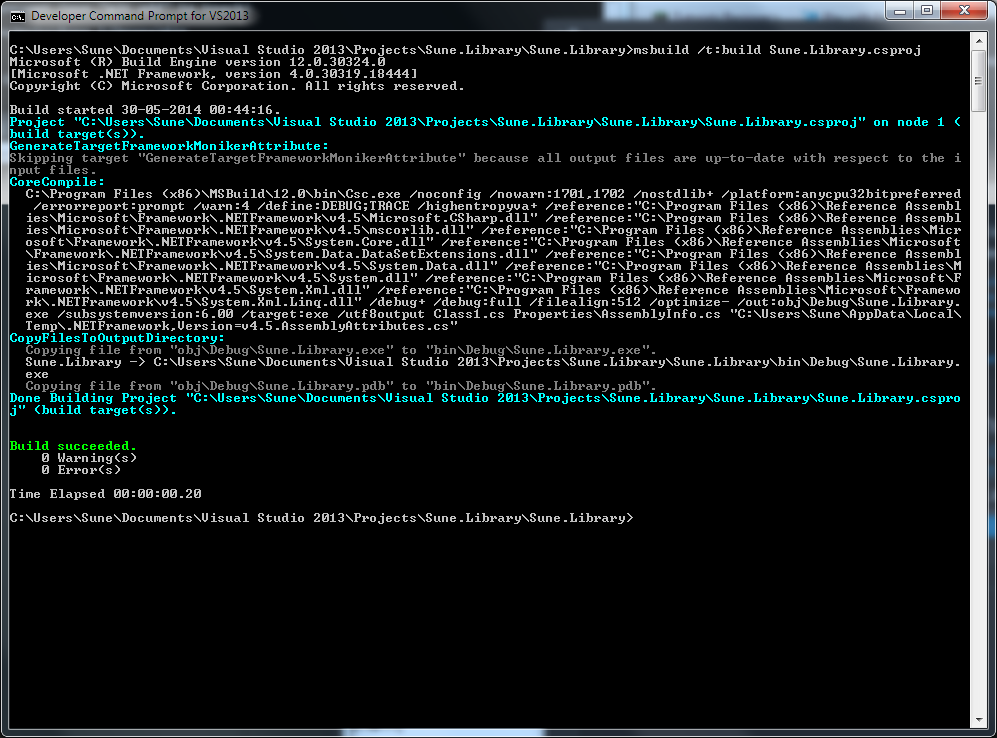 Developer Command Prompt for VS2013
C:\Users\Sune\Documents\Visual Studio 2013\Projects\Sune.Library\Sune.Library>msbuild /t:build Sune.Library.csproj
Microsoft (R) Build Engine version 12.0.30324.0
[Microsoft .NET Framework, version 4.0.30319.18444]
Copyright (C) Microsoft Corporation. All rights reserved.
Build started 30-05-2014 00:44:16.
Project "C:\Users\Sune\Documents\Visual Studio 2013\Projects\Sune.Library\Sune.Library\Sune.Library.csproj" on node 1 (
build target(s)).
GenerateTargetFrameworkMonikerAttribute:
Skipping target "GenerateTargetFrameworkMonikerAttribute" because all output files are up-to-date with respect to the i
nput files.
CoreCompile:
C:\Program Files (x86)\MSBuild\12.0\bin\Csc.exe /noconfig /nowarn:1701,1702 /nostdlib+ /platform:anycpu32bitpreferred
/errorreport:prompt /warn:4 /define:DEBUG;TRACE /highentropyva+ /reference:"C:\Program Files (x86)\Reference Assembl
ies\Microsoft\Framework\.NETFramework\v4.5\Microsoft.CSharp.dll" /reference:"C:\Program Files (x86)\Reference Assembl
ies\Microsoft\Framework\.NETFramework\v4.5\mscorlib.dll" /reference:"C:\Program Files (x86)\Reference Assemblies\Micr
osoft\Framework\.NETFramework\v4.5\System.Core.dll" /reference:"C:\Program Files (x86)\Reference Assemblies\Microsoft
\Framework\.NETFramework\v4.5\System.Data.DataSetExtensions.dll" /reference:"C:\Program Files (x86)\Reference Assembl
ies\Microsoft\Framework\.NETFramework\v4.5\System.Data.dll" /reference:"C:\Program Files (x86)\Reference Assemblies\M
icrosoft\Framework\.NETFramework\v4.5\System.dll" /reference:"C:\Program Files (x86)\Reference Assemblies\Microsoft\F
ramework\.NETFramework\v4.5\System.Xml.dll" /reference:"C:\Program Files (x86)\Reference Assemblies\Microsoft\Framewo
rk\.NETFramework\v4.5\System.Xml.Linq.dll" /debug+ /debug:full /filealign:512 /optimize- /out:obj\Debug\Sune.Library.
exe /subsystemversion:6.00 /target:exe /utf8output Class1.cs Properties\AssemblyInfo.cs "C:\Users\Sune\AppData\Local\
Temp\.NETFramework,Version=v4.5.AssemblyAttributes.cs"
CopyFilesToOutputDirectory:
Copying file from "obj\Debug\Sune.Library.exe" to "bin\Debug\Sune.Library.exe".
Sune.Library -> C:\Users\Sune\Documents\Visual Studio 2013\Projects\Sune.Library\Sune.Library\bin\Debug\Sune.Library.
exe
Copying file from "obj\Debug\Sune.Library.pdb" to "bin\Debug\Sune.Library.pdb".
Done Building Project "C:\Users\Sune\Documents\Visual Studio 2013\Projects\Sune.Library\Sune.Library\Sune.Library.cspro
j" (build target(s)).
Build succeeded.
0 Warning(s)
0 Error(s)
Time Elapsed 00:00:00.20
C:\Users\Sune\Documents\Visual Studio 2013\Projects\Sune.Library\Sune.Library>